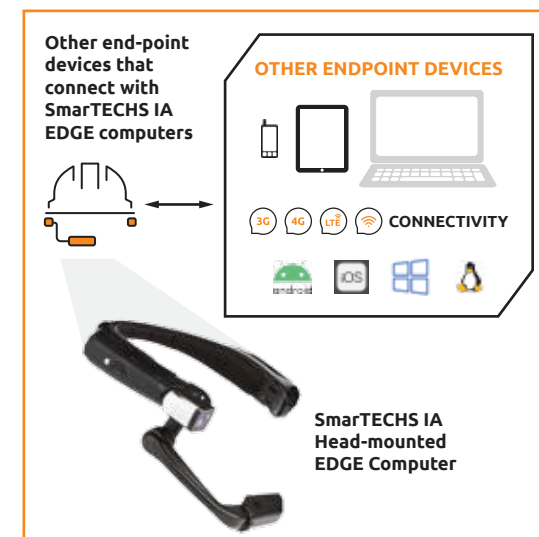 Other end-point
devices that
connect with
SmarTECHS IA
EDGE computers
OTHER ENDPOINT DEVICES
3G 4G LTE CONNECTIVITY
android iOS
SmarTECHS IA
Head-mounted
EDGE Computer